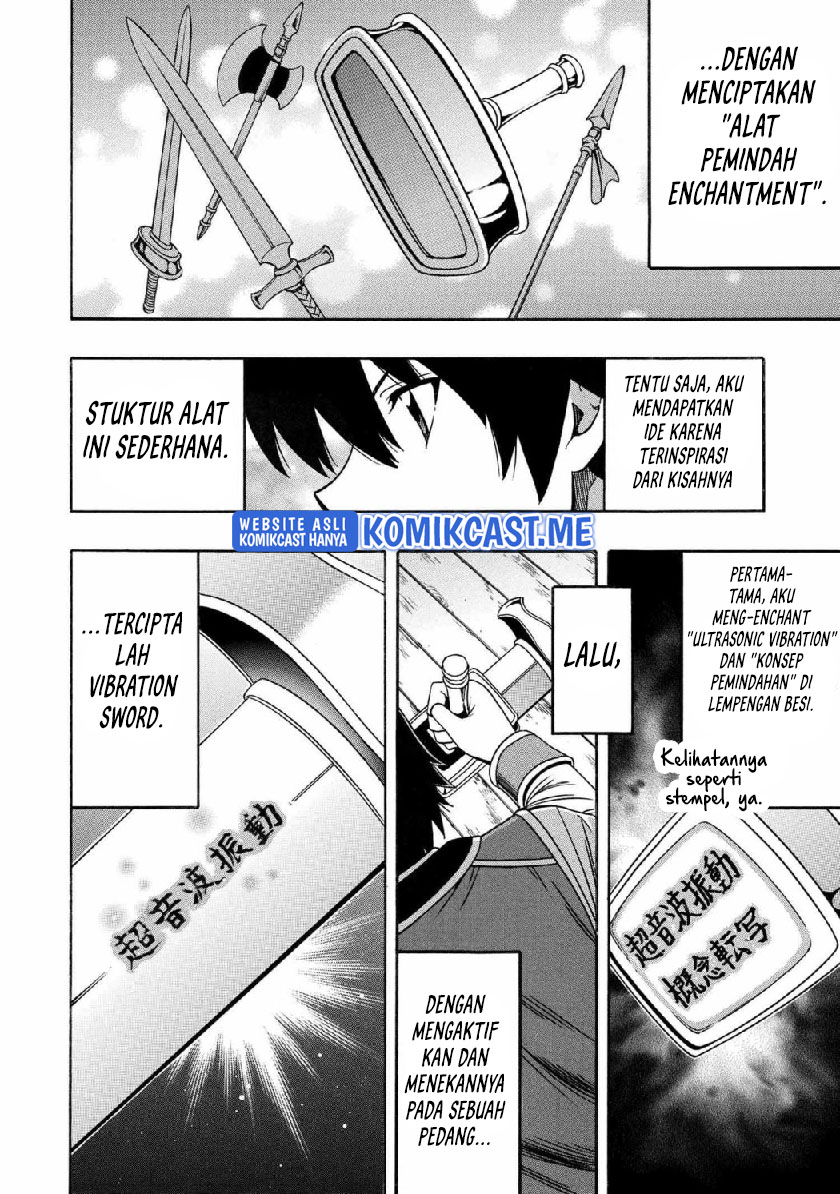 ...DENGAN
MENCIPTAKAN
"ALAT
PEMINDAH
ENCHANTMENT".
TENTU SAJA, AKU
MENDAPATKAN
IDE KARENA
TERINSPIRASI
DARI KISAHNYA
STUKTUR ALAT
INI SEDERHANA.
WEBSITE ASLI
KOMIKCAST HANYA
KOMIKCAST.ME
PERTAMA-
TAMA, AKU
MENG-ENCHANT
"ULTRASONIC VIBRATION"
DAN "KONSEP
PEMINDAHAN" DI
LEMPENGAN BESI.
Kelihatannya
seperti
stempel, ya.
超音波振動
概念転写
LALU,
DENGAN
MENGAKTIF
KAN DAN
MENEKANNYA
PADA SEBUAH
PEDANG...
...TERCIPTA
LAH
VIBRATION
SWORD.
超音波振動